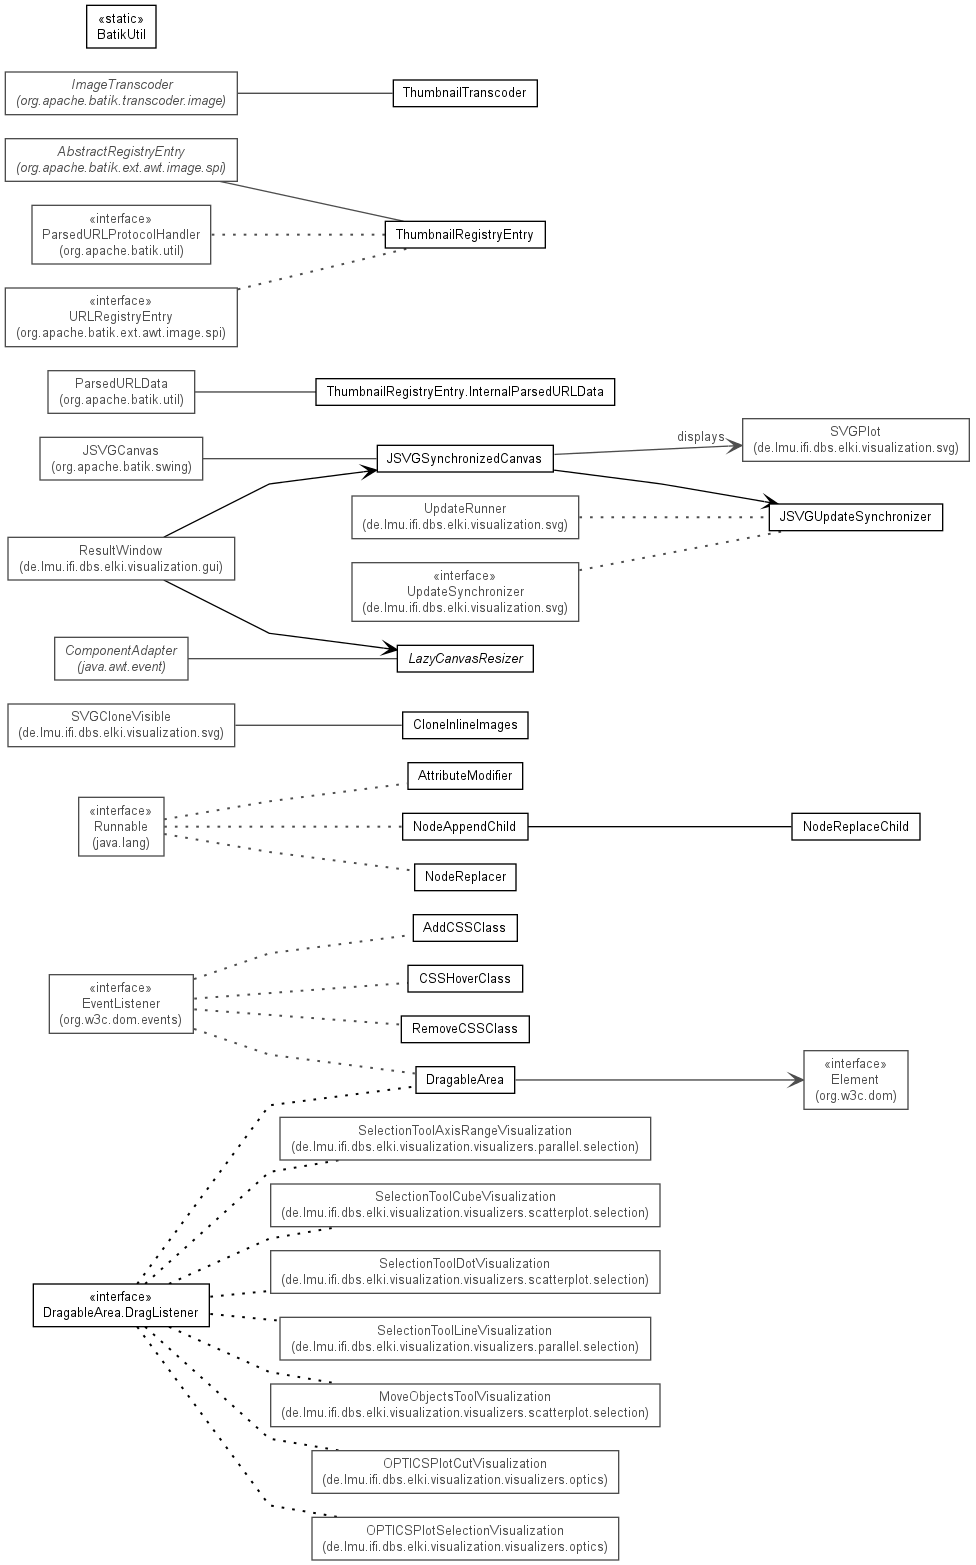 «static»
BatikUtil
ImageTranscoder
(org.apache.batik.transcoder.image)
ThumbnailTranscoder
AbstractRegistryEntry
(org.apache.batik.ext.awt.image.spi)
«interface»
ParsedURLProtocolHandler
(org.apache.batik.util)
ThumbnailRegistryEntry
«interface»
URLRegistryEntry
(org.apache.batik.ext.awt.image.spi)
ParsedURLData
(org.apache.batik.util)
ThumbnailRegistryEntry.InternalParsedURLData
JSVGCanvas
(org.apache.batik.swing)
JSVGSynchronizedCanvas
displays
SVGPlot
(de.lmu.ifi.dbs.elki.visualization.svg)
UpdateRunner
(de.lmu.ifi.dbs.elki.visualization.svg)
JSVGUpdateSynchronizer
ResultWindow
(de.lmu.ifi.dbs.elki.visualization.gui)
«interface»
UpdateSynchronizer
(de.lmu.ifi.dbs.elki.visualization.svg)
ComponentAdapter
(java.awt.event)
LazyCanvasResizer
SVGCloneVisible
(de.lmu.ifi.dbs.elki.visualization.svg)
CloneInlineImages
AttributeModifier
«interface»
Runnable
(java.lang)
NodeAppendChild
NodeReplaceChild
NodeReplacer
AddCSSClass
«interface»
EventListener
(org.w3c.dom.events)
CSSHoverClass
RemoveCSSClass
DragableArea
«interface»
Element
(org.w3c.dom)
SelectionToolAxisRangeVisualization
(de.lmu.ifi.dbs.elki.visualization.visualizers.parallel.selection)
SelectionToolCubeVisualization
(de.lmu.ifi.dbs.elki.visualization.visualizers.scatterplot.selection)
SelectionToolDotVisualization
(de.lmu.ifi.dbs.elki.visualization.visualizers.scatterplot.selection)
«interface»
DragableArea.DragListener
SelectionToolLineVisualization
(de.lmu.ifi.dbs.elki.visualization.visualizers.parallel.selection)
MoveObjectsToolVisualization
(de.lmu.ifi.dbs.elki.visualization.visualizers.scatterplot.selection)
OPTICSPlotCutVisualization
(de.lmu.ifi.dbs.elki.visualization.visualizers.optics)
OPTICSPlotSelectionVisualization
(de.lmu.ifi.dbs.elki.visualization.visualizers.optics)